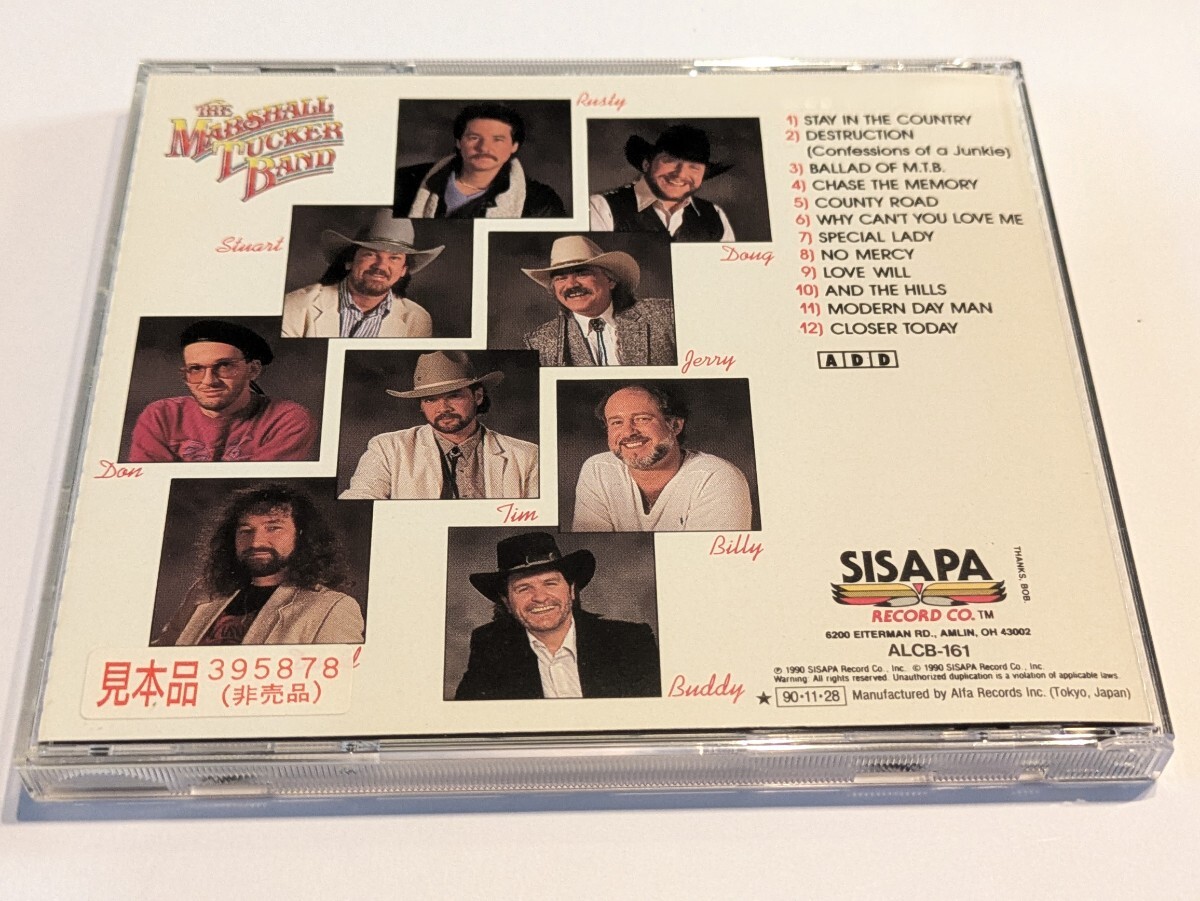 THE
MARSHALL
TUCKER
BAND
Rusty
Doug
Stuart
Jerry
Don
Tim
Billy
Buddy
1) STAY IN THE COUNTRY
2) DESTRUCTION
(Confessions of a Junkie)
3) BALLAD OF M.T.B.
4) CHASE THE MEMORY
5) COUNTY ROAD
6) WHY CAN'T YOU LOVE ME
7) SPECIAL LADY
8) NO MERCY
9) LOVE WILL
10) AND THE HILLS
11) MODERN DAY MAN
12) CLOSER TODAY
ADD
SISAPA
RECORD CO.™
THANKS, BOB.
6200 EITERMAN RD., AMLIN, OH 43002
ALCB-161
℗ 1990 SISAPA Record Co., Inc. © 1990 SISAPA Record Co., Inc.
Warning: All rights reserved. Unauthorized duplication is a violation of applicable laws.
★ 90·11·28 Manufactured by Alfa Records Inc. (Tokyo, Japan)
見本品 395878
(非売品)